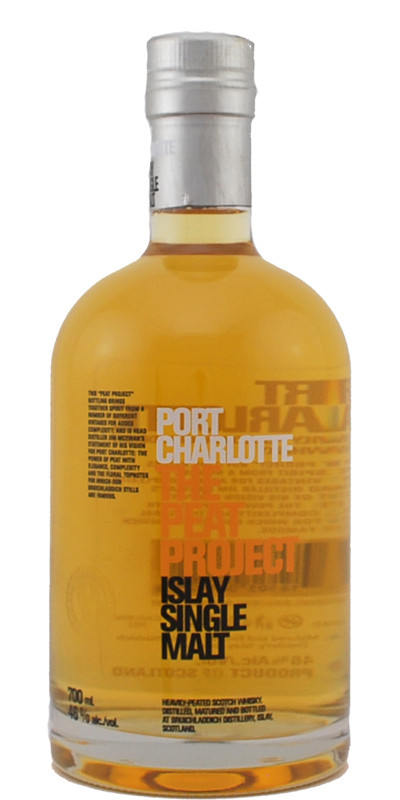 THIS "PEAT PROJECT"
BOTTLING BRINGS
TOGETHER SPIRIT FROM A
NUMBER OF DIFFERENT
VINTAGES FOR ADDED
COMPLEXITY; AND IS HEAD
DISTILLER JIM MCEWAN'S
STATEMENT OF HIS VISION
FOR PORT CHARLOTTE; THE
POWER OF PEAT WITH
ELEGANCE, COMPLEXITY
AND THE FLORAL TOPNOTES
FOR WHICH OUR
BRUICHLADDICH STILLS
ARE FAMOUS.
PORT
CHARLOTTE
THE
PEAT
PROJECT
ISLAY
SINGLE
MALT
700 ml
46 % alc./vol.
HEAVILY-PEATED SCOTCH WHISKY.
DISTILLED, MATURED AND BOTTLED
AT BRUICHLADDICH DISTILLERY, ISLAY,
SCOTLAND.
PRODUCT OF SCOTLAND